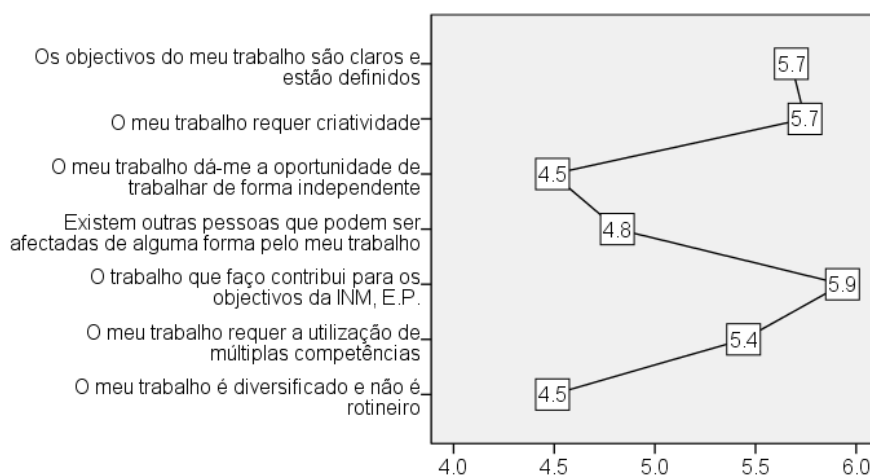 Os objectivos do meu trabalho são claros e
estão definidos
5.7
O meu trabalho requer criatividade
5.7
O meu trabalho dá-me a oportunidade de
trabalhar de forma independente
4.5
Existem outras pessoas que podem ser
afectadas de alguma forma pelo meu trabalho
4.8
O trabalho que faço contribui para os
objectivos da INM, E.P.
5.9
O meu trabalho requer a utilização de
múltiplas competências
5.4
O meu trabalho é diversificado e não é
rotineiro
4.5
4.0 4.5 5.0 5.5 6.0